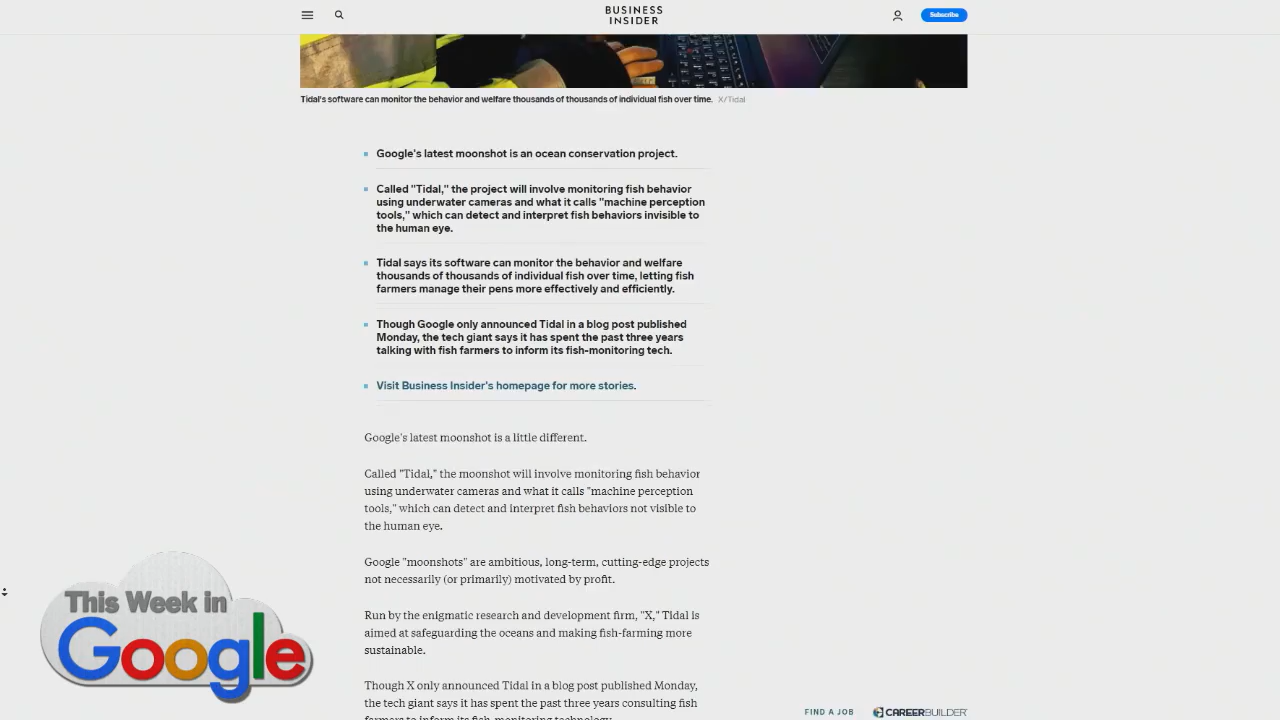 BUSINESS
INSIDER
Subscribe
Tidal's software can monitor the behavior and welfare thousands of thousands of individual fish over time. X/Tidal
Google's latest moonshot is an ocean conservation project.
Called "Tidal," the project will involve monitoring fish behavior
using underwater cameras and what it calls "machine perception
tools," which can detect and interpret fish behaviors invisible to
the human eye.
Tidal says its software can monitor the behavior and welfare
thousands of thousands of individual fish over time, letting fish
farmers manage their pens more effectively and efficiently.
Though Google only announced Tidal in a blog post published
Monday, the tech giant says it has spent the past three years
talking with fish farmers to inform its fish-monitoring tech.
Visit Business Insider's homepage for more stories.
Google's latest moonshot is a little different.
Called "Tidal," the moonshot will involve monitoring fish behavior
using underwater cameras and what it calls "machine perception
tools," which can detect and interpret fish behaviors not visible to
the human eye.
Google "moonshots" are ambitious, long-term, cutting-edge projects
not necessarily (or primarily) motivated by profit.
Run by the enigmatic research and development firm, "X," Tidal is
aimed at safeguarding the oceans and making fish-farming more
sustainable.
Though X only announced Tidal in a blog post published Monday,
the tech giant says it has spent the past three years consulting fish
farmers to inform its fish-monitoring technology.
This Week in
Google
FIND A JOB CAREERBUILDER